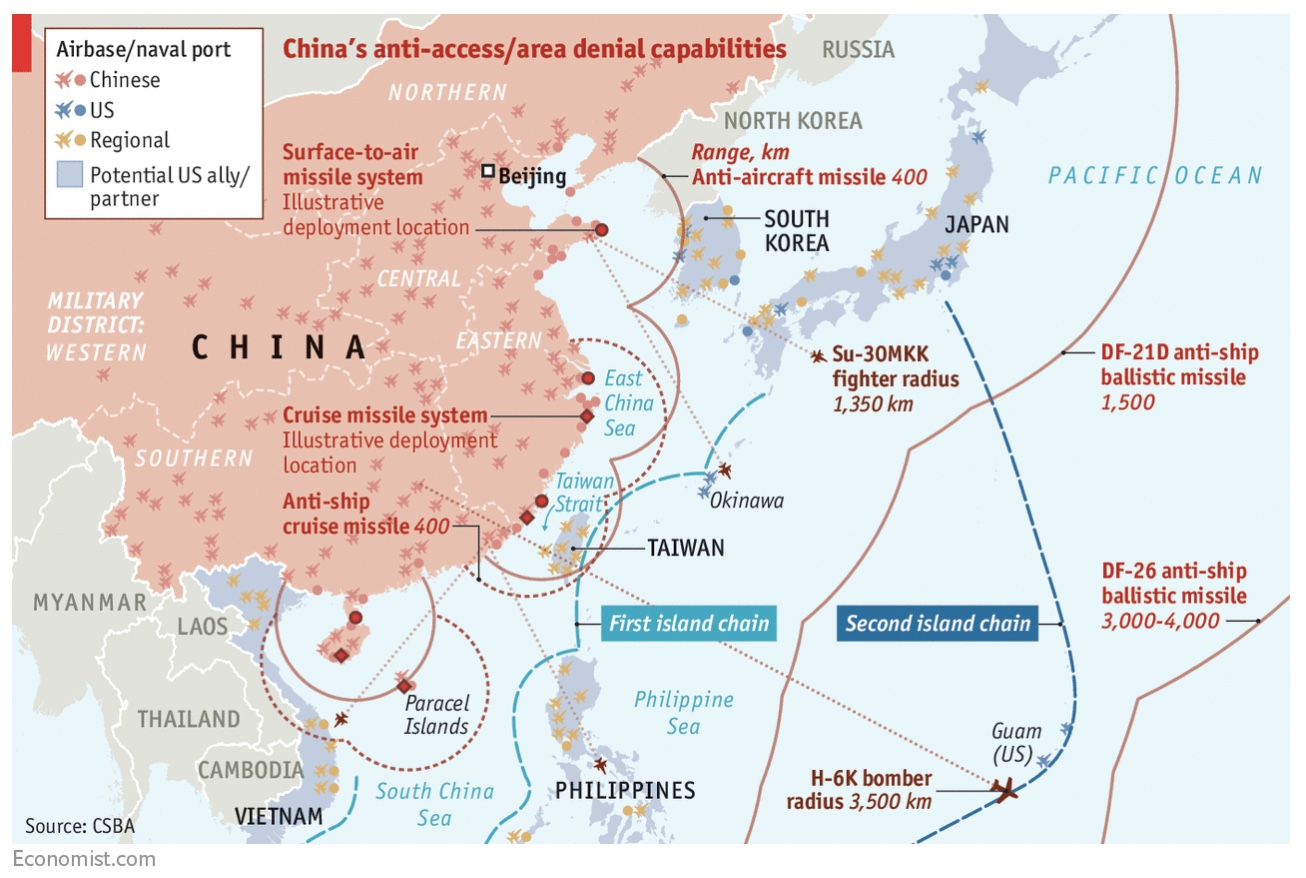 China's anti-access/area denial capabilities
Airbase/naval port
Chinese
US
Regional
Potential US ally/
partner
RUSSIA
NORTHERN
NORTH KOREA
Surface-to-air
missile system
Illustrative
deployment location
Beijing
Range, km
Anti-aircraft missile 400
PACIFIC OCEAN
SOUTH
KOREA
JAPAN
CENTRAL
MILITARY
DISTRICT:
WESTERN
CHINA
EASTERN
East
China
Sea
Su-30MKK
fighter radius
1,350 km
DF-21D anti-ship
ballistic missile
1,500
Cruise missile system
Illustrative deployment
location
SOUTHERN
Anti-ship
cruise missile 400
Taiwan
Strait
Okinawa
TAIWAN
MYANMAR
LAOS
First island chain
Second island chain
DF-26 anti-ship
ballistic missile
3,000-4,000
Paracel
Islands
Philippine
Sea
THAILAND
Guam
(US)
CAMBODIA
VIETNAM
South China
Sea
PHILIPPINES
H-6K bomber
radius 3,500 km
Source: CSBA
Economist.com